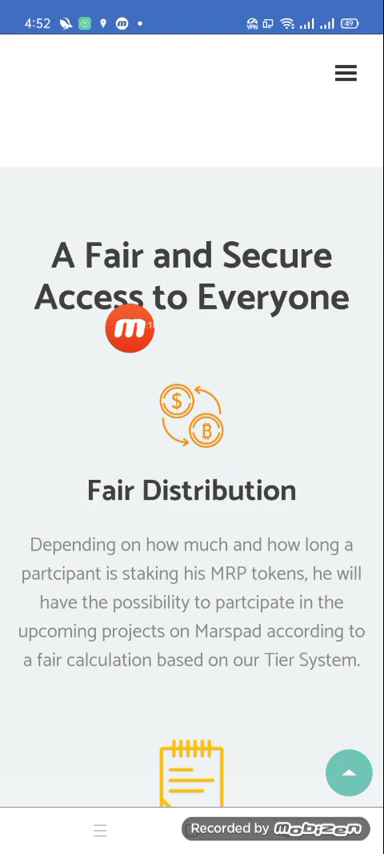 4:52
VPN
49
A Fair and Secure
Access to Everyone
m
Fair Distribution
Depending on how much and how long a
partcipant is staking his MRP tokens, he will
have the possibility to partcipate in the
upcoming projects on Marspad according to
a fair calculation based on our Tier System.
Recorded by mobizen